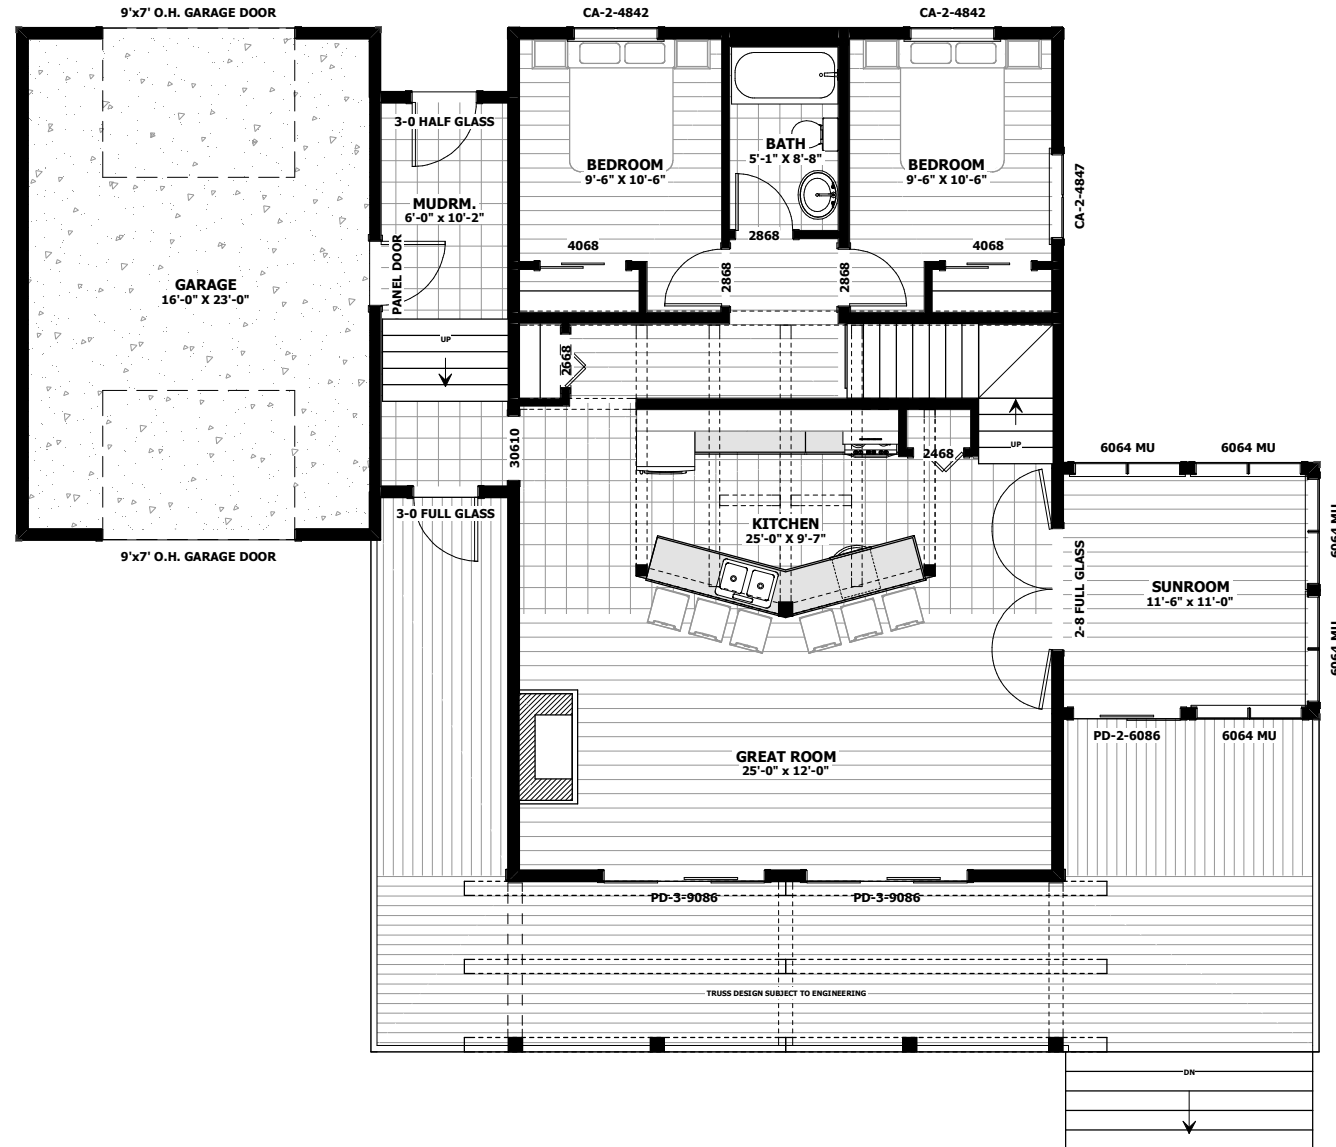 9'x7' O.H. GARAGE DOOR
CA-2-4842
CA-2-4842
3-0 HALF GLASS
BATH
5'-1" X 8'-8"
BEDROOM
9'-6" X 10'-6"
BEDROOM
9'-6" X 10'-6"
CA-2-4847
MUDRM.
6'-0" x 10'-2"
2868
4068
4068
PANEL DOOR
2868
2868
GARAGE
16'-0" X 23'-0"
UP
2668
30610
UP
2468
6064 MU
6064 MU
3-0 FULL GLASS
KITCHEN
25'-0" X 9'-7"
6064 MU
9'x7' O.H. GARAGE DOOR
2-8 FULL GLASS
SUNROOM
11'-6" x 11'-0"
6064 MU
PD-2-6086
6064 MU
GREAT ROOM
25'-0" x 12'-0"
PD-3-9086
PD-3-9086
TRUSS DESIGN SUBJECT TO ENGINEERING
DN